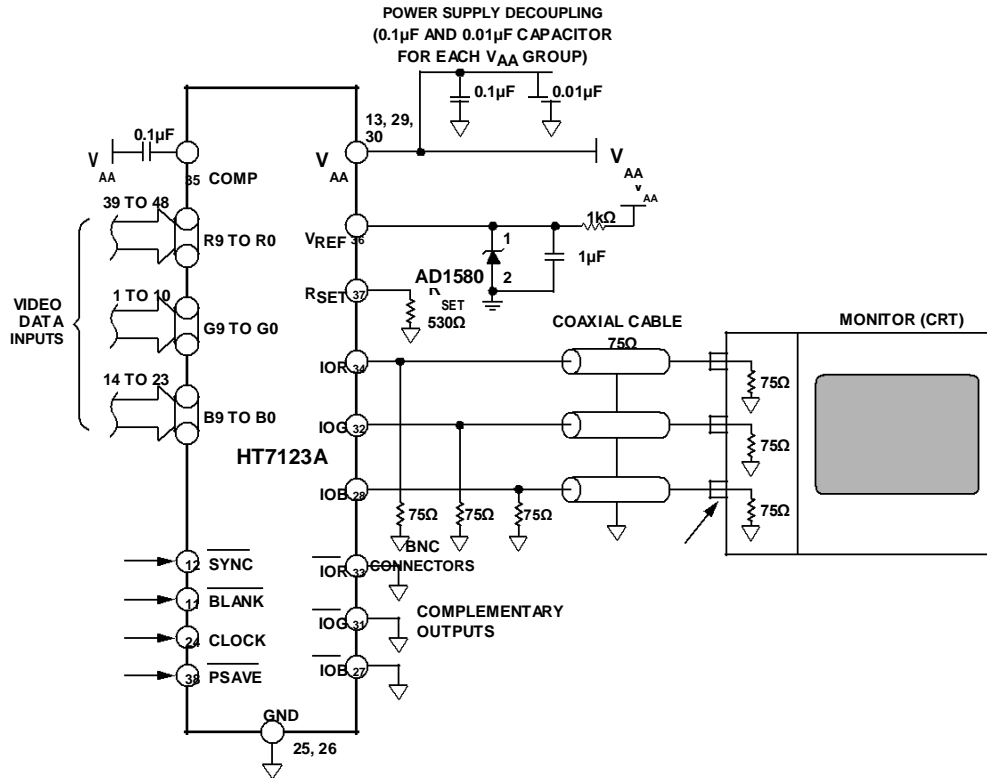 POWER SUPPLY DECOUPLING
(0.1µF AND 0.01µF CAPACITOR
FOR EACH VAA GROUP)
0.1µF
0.01µF
13, 29,
30
0.1µF
VAA
VAA
VAA
VAA
35 COMP
39 TO 48
R9 TO R0
VREF 36
1kΩ
1
2
1µF
AD1580
RSET 37
RSET
530Ω
VIDEO
DATA
INPUTS
1 TO 10
G9 TO G0
14 TO 23
B9 TO B0
COAXIAL CABLE
75Ω
MONITOR (CRT)
IOR 34
75Ω
IOG 32
75Ω
HT7123A
IOB 28
75Ω
75Ω
75Ω
75Ω
BNC
CONNECTORS
12 SYNC
IOR 33
11 BLANK
IOG 31
COMPLEMENTARY
OUTPUTS
24 CLOCK
38 PSAVE
IOB 27
GND
25, 26